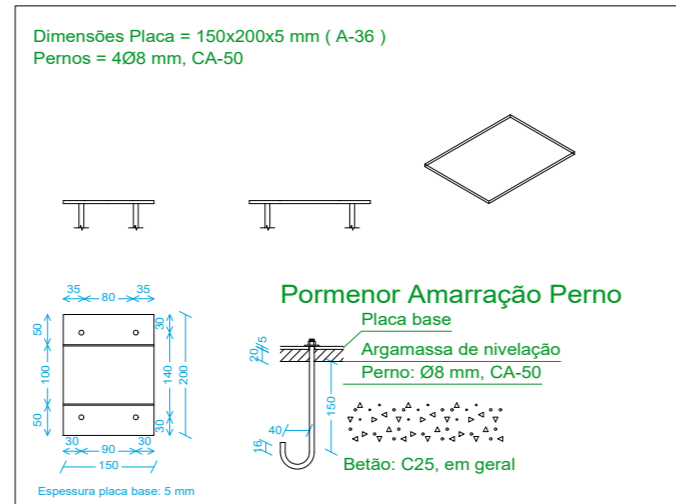 Dimensões Placa = 150x200x5 mm ( A-36 )
Pernos = 4Ø8 mm, CA-50
35 80 35
50 100 50
30 140 30
200
30 90 30
150
Espessura placa base: 5 mm
Pormenor Amarração Perno
Placa base
Argamassa de nivelação
Perno: Ø8 mm, CA-50
20 5
150
40
16
Betão: C25, em geral